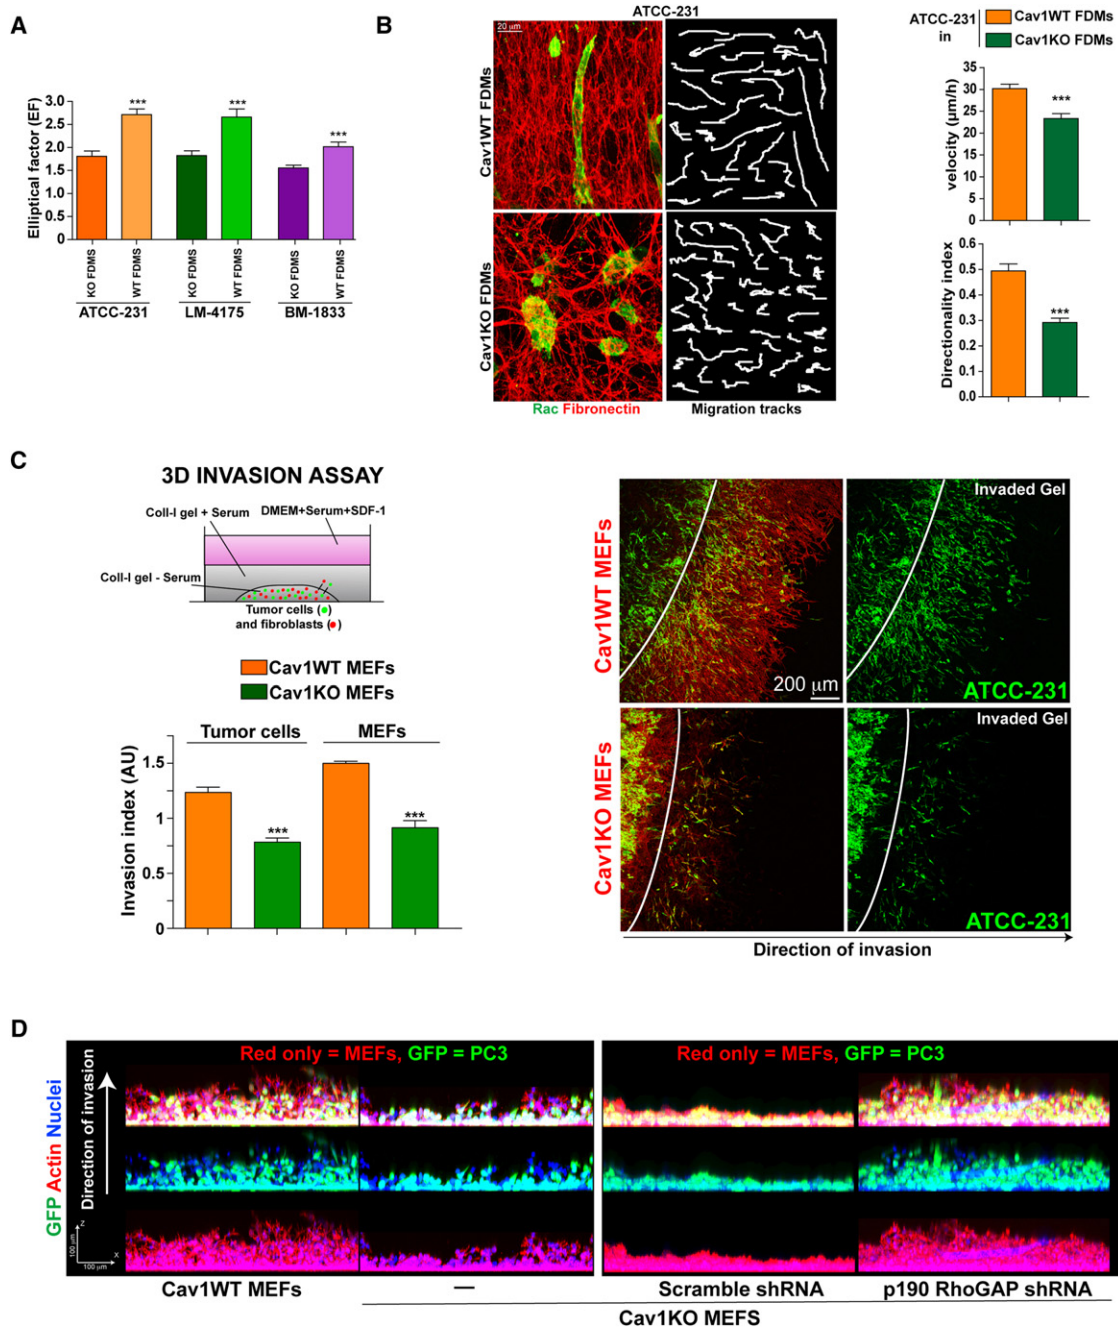 A
Elliptical factor (EF)
3.0
2.5
2.0
1.5
1.0
0.5
0
***
***
***
KO FDMS
WT FDMS
KO FDMS
WT FDMS
KO FDMS
WT FDMS
ATCC-231
LM-4175
BM-1833
B
ATCC-231
20 µm
Cav1WT FDMs
Cav1KO FDMs
Rac Fibronectin
Migration tracks
ATCC-231
in
Cav1WT FDMs
Cav1KO FDMs
velocity (µm/h)
35
30
25
20
15
10
5
0
***
Directionality index
0.6
0.5
0.4
0.3
0.2
0.1
0.0
***
C
3D INVASION ASSAY
Coll-I gel + Serum
DMEM+Serum+SDF-1
Coll-I gel - Serum
Tumor cells ( )
and fibroblasts ( )
Cav1WT MEFs
Cav1KO MEFs
Tumor cells
MEFs
Invasion index (AU)
1.5
1
0.5
0
***
***
Cav1WT MEFs
200 µm
Invaded Gel
ATCC-231
Cav1KO MEFs
Invaded Gel
ATCC-231
Direction of invasion
D
GFP Actin Nuclei
Direction of invasion
Red only = MEFs, GFP = PC3
Red only = MEFs, GFP = PC3
Z
100 µm
X
100 µm
Cav1WT MEFs
—
Scramble shRNA
p190 RhoGAP shRNA
Cav1KO MEFS